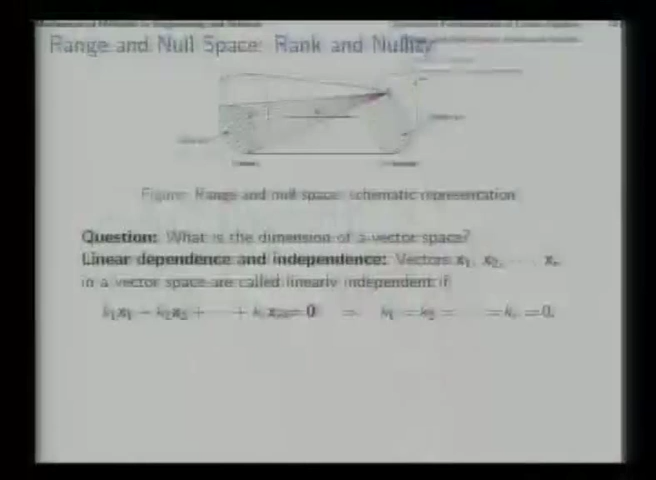 Range and Null Space: Rank and Nullity
Figure: Range and null space: schematic representation
Question: What is the dimension of a vector space?
Linear dependence and independence: Vectors x₁, x₂, ⋯, xᵣ
in a vector space are called linearly independent if
k₁x₁ + k₂x₂ + ⋯ + kᵣxᵣ = 0 ⇒ k₁ = k₂ = ⋯ = kᵣ = 0.